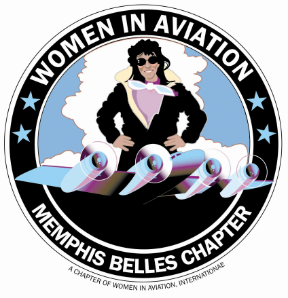 WOMEN IN AVIATION
MEMPHIS BELLES CHAPTER
A CHAPTER OF WOMEN IN AVIATION, INTERNATIONAL